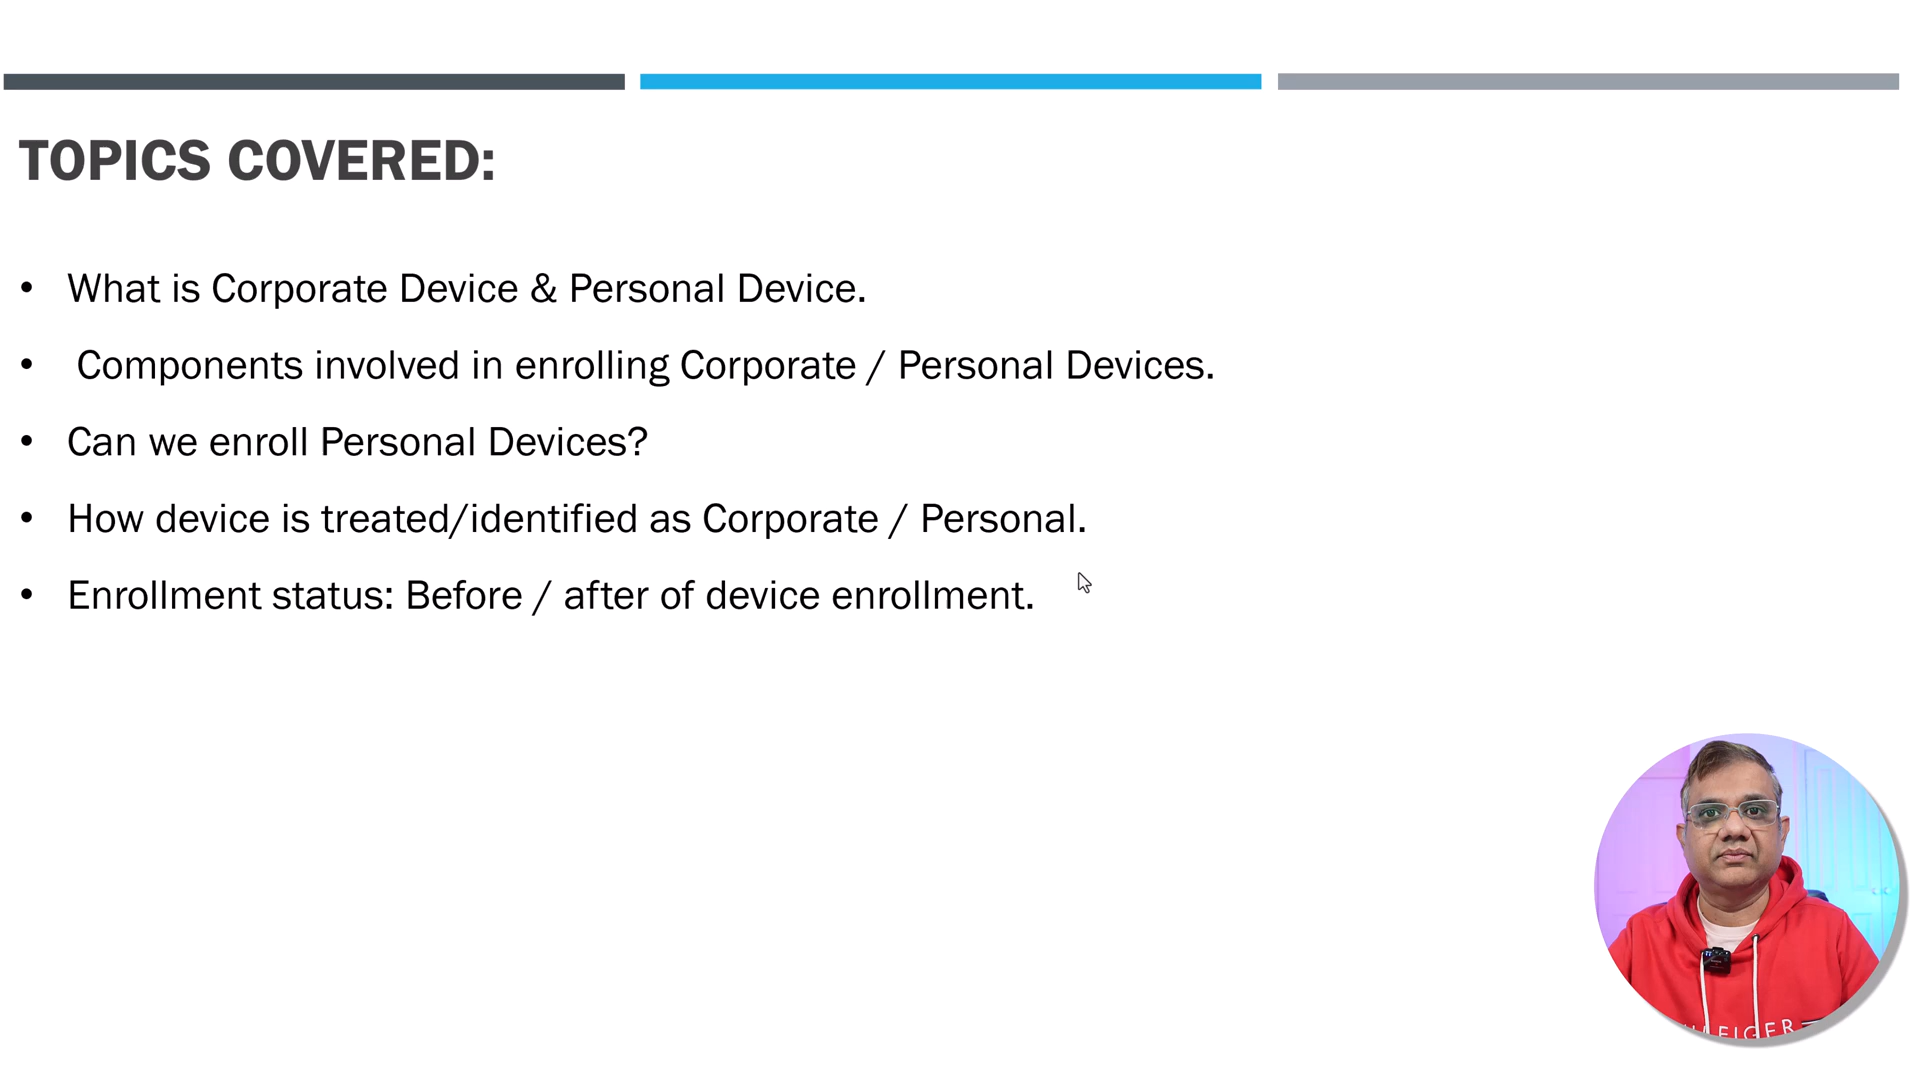 TOPICS COVERED:
• What is Corporate Device & Personal Device.
• Components involved in enrolling Corporate / Personal Devices.
• Can we enroll Personal Devices?
• How device is treated/identified as Corporate / Personal.
• Enrollment status: Before / after of device enrollment.